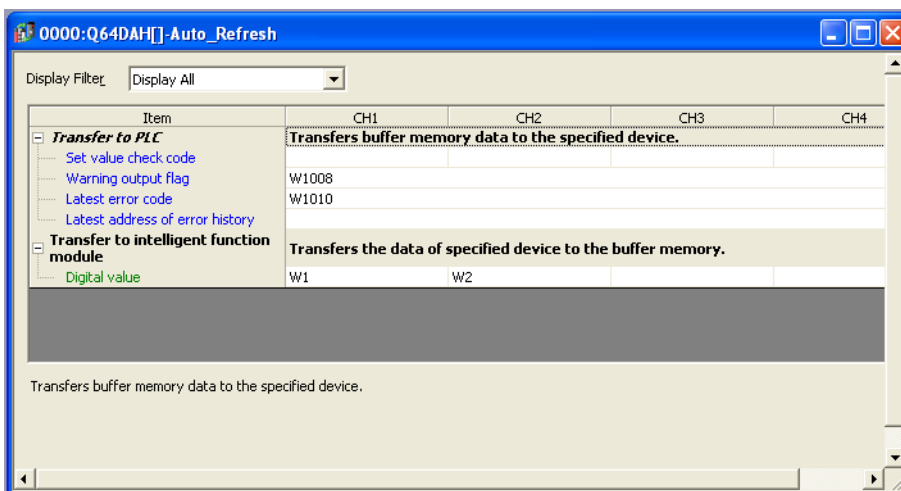 0000:Q64DAH[]-Auto_Refresh
Display Filter Display All
Item CH1 CH2 CH3 CH4
Transfer to PLC Transfers buffer memory data to the specified device.
Set value check code
Warning output flag W1008
Latest error code W1010
Latest address of error history
Transfer to intelligent function
module Transfers the data of specified device to the buffer memory.
Digital value W1 W2
Transfers buffer memory data to the specified device.